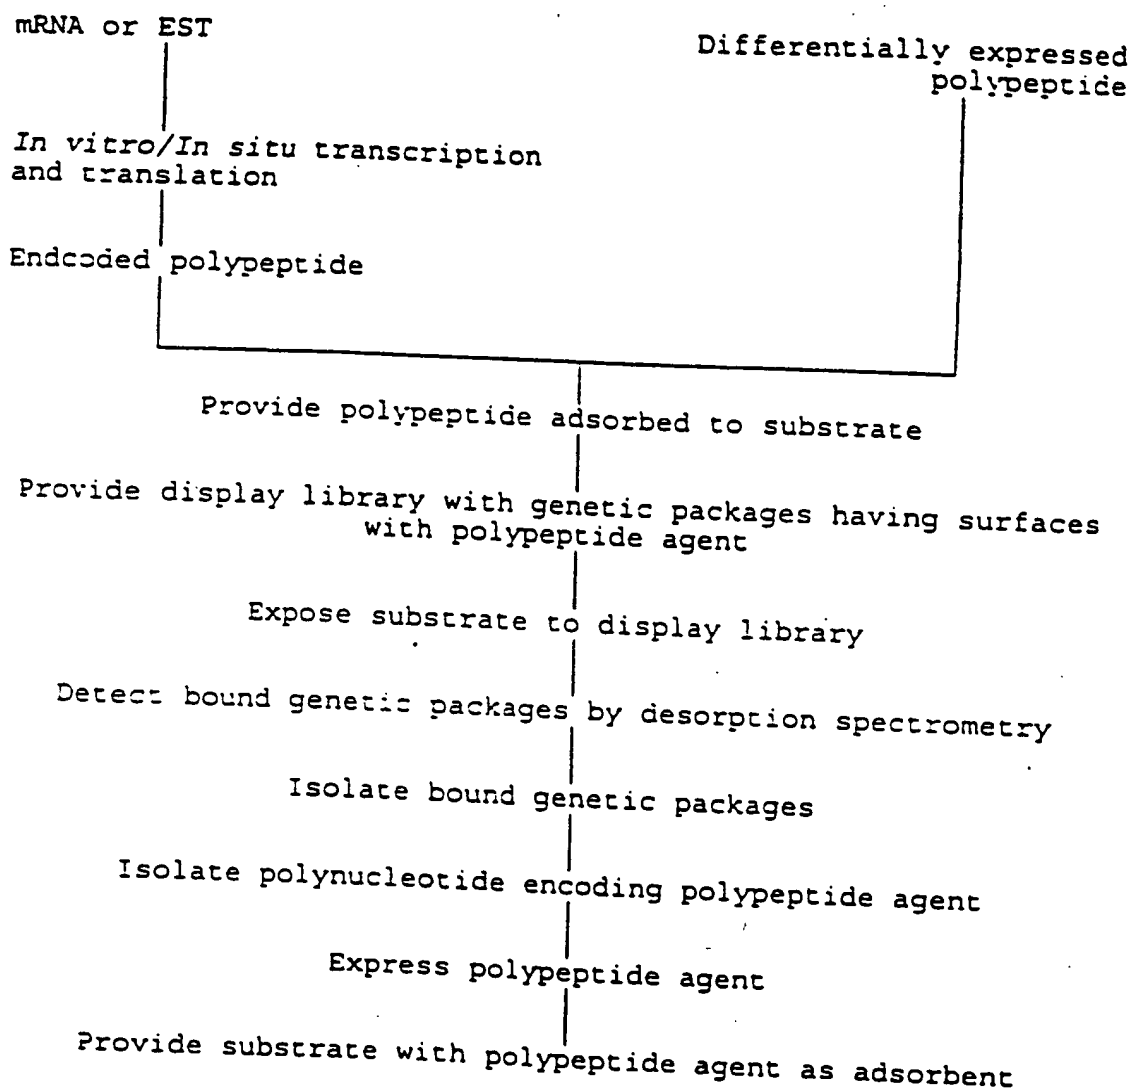 mRNA or EST
Differentially expressed
polypeptide
In vitro/In situ transcription
and translation
Endcoded polypeptide
Provide polypeptide adsorbed to substrate
Provide display library with genetic packages having surfaces
with polypeptide agent
Expose substrate to display library
Detect bound genetic packages by desorption spectrometry
Isolate bound genetic packages
Isolate polynucleotide encoding polypeptide agent
Express polypeptide agent
Provide substrate with polypeptide agent as adsorbent